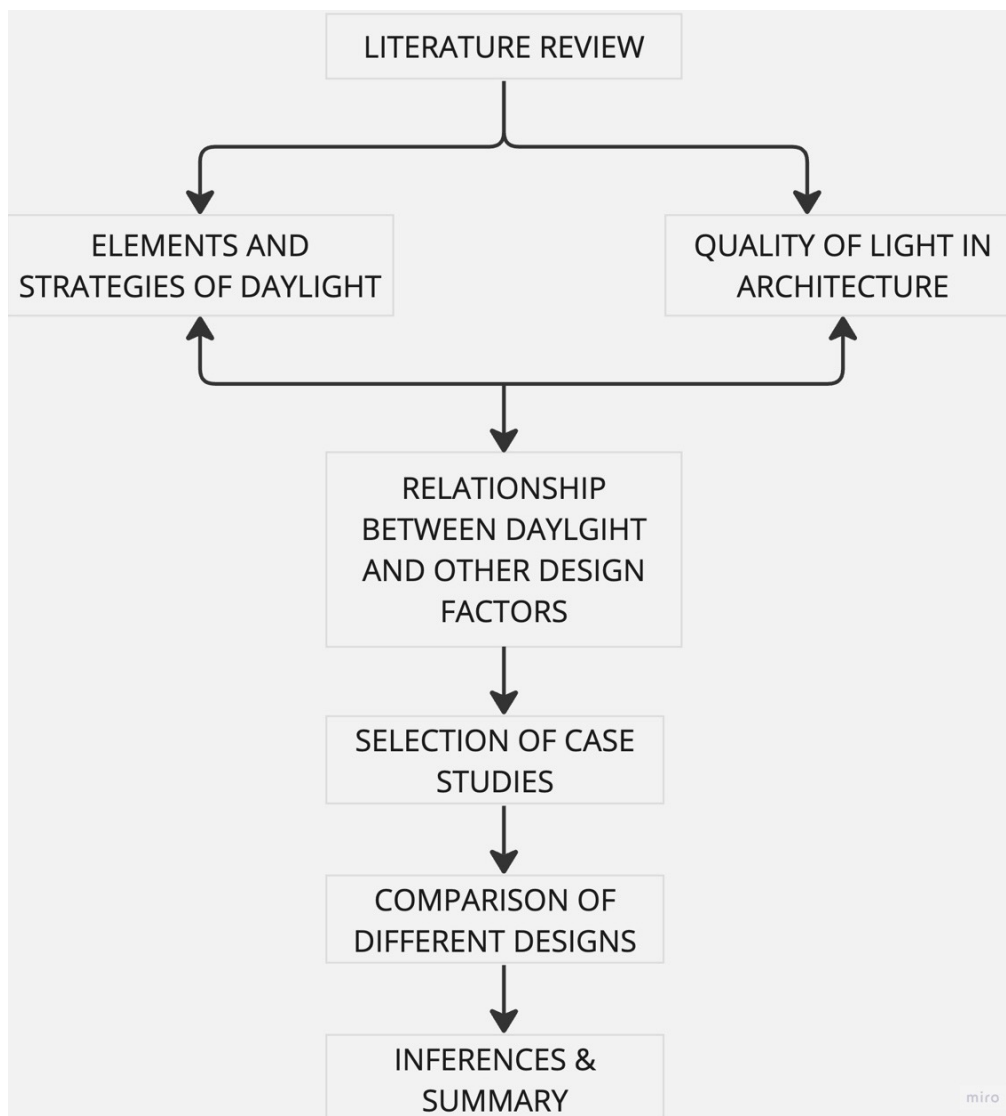 LITERATURE REVIEW
ELEMENTS AND
STRATEGIES OF DAYLIGHT
QUALITY OF LIGHT IN
ARCHITECTURE
RELATIONSHIP
BETWEEN DAYLGIHT
AND OTHER DESIGN
FACTORS
SELECTION OF CASE
STUDIES
COMPARISON OF
DIFFERENT DESIGNS
INFERENCES &
SUMMARY
miro